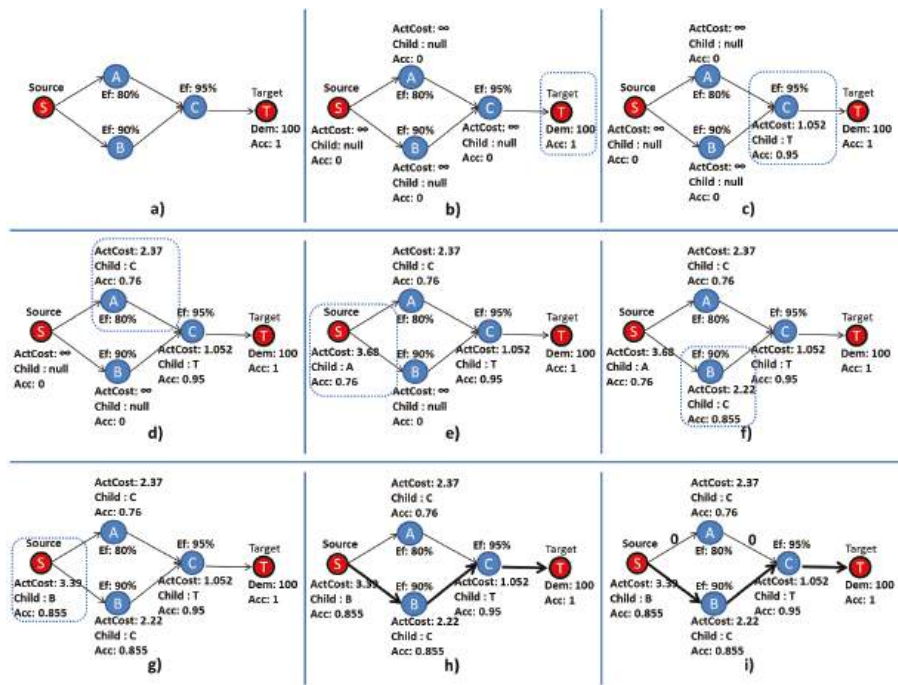 Source
S
A
Ef: 80%
Ef: 90%
B
Ef: 95%
C
Target
T
Dem: 100
Acc: 1
a)
ActCost: ∞
Child : null
Acc: 0
Source
S
ActCost: ∞
Child : null
Acc: 0
A
Ef: 80%
Ef: 90%
B
ActCost: ∞
Child : null
Acc: 0
Ef: 95%
C
ActCost: ∞
Child : null
Acc: 0
Target
T
Dem: 100
Acc: 1
b)
ActCost: ∞
Child : null
Acc: 0
Source
S
ActCost: ∞
Child : null
Acc: 0
A
Ef: 80%
Ef: 90%
B
ActCost: ∞
Child : null
Acc: 0
Ef: 95%
C
ActCost: 1.052
Child : T
Acc: 0.95
Target
T
Dem: 100
Acc: 1
c)
ActCost: 2.37
Child : C
Acc: 0.76
Source
S
ActCost: ∞
Child : null
Acc: 0
A
Ef: 80%
Ef: 90%
B
ActCost: ∞
Child : null
Acc: 0
Ef: 95%
C
ActCost: 1.052
Child : T
Acc: 0.95
Target
T
Dem: 100
Acc: 1
d)
ActCost: 2.37
Child : C
Acc: 0.76
Source
S
ActCost: 3.68
Child : A
Acc: 0.76
A
Ef: 80%
Ef: 90%
B
ActCost: ∞
Child : null
Acc: 0
Ef: 95%
C
ActCost: 1.052
Child : T
Acc: 0.95
Target
T
Dem: 100
Acc: 1
e)
ActCost: 2.37
Child : C
Acc: 0.76
Source
S
ActCost: 3.68
Child : A
Acc: 0.76
A
Ef: 80%
Ef: 90%
B
ActCost: 2.22
Child : C
Acc: 0.855
Ef: 95%
C
ActCost: 1.052
Child : T
Acc: 0.95
Target
T
Dem: 100
Acc: 1
f)
ActCost: 2.37
Child : C
Acc: 0.76
Source
S
ActCost: 3.39
Child : B
Acc: 0.855
A
Ef: 80%
Ef: 90%
B
ActCost: 2.22
Child : C
Acc: 0.855
Ef: 95%
C
ActCost: 1.052
Child : T
Acc: 0.95
Target
T
Dem: 100
Acc: 1
g)
ActCost: 2.37
Child : C
Acc: 0.76
Source
S
ActCost: 3.39
Child : B
Acc: 0.855
A
Ef: 80%
Ef: 90%
B
ActCost: 2.22
Child : C
Acc: 0.855
Ef: 95%
C
ActCost: 1.052
Child : T
Acc: 0.95
Target
T
Dem: 100
Acc: 1
h)
ActCost: 2.37
Child : C
Acc: 0.76
Source
S
ActCost: 3.39
Child : B
Acc: 0.855
0
A
0
Ef: 80%
Ef: 90%
B
ActCost: 2.22
Child : C
Acc: 0.855
Ef: 95%
C
ActCost: 1.052
Child : T
Acc: 0.95
Target
T
Dem: 100
Acc: 1
i)